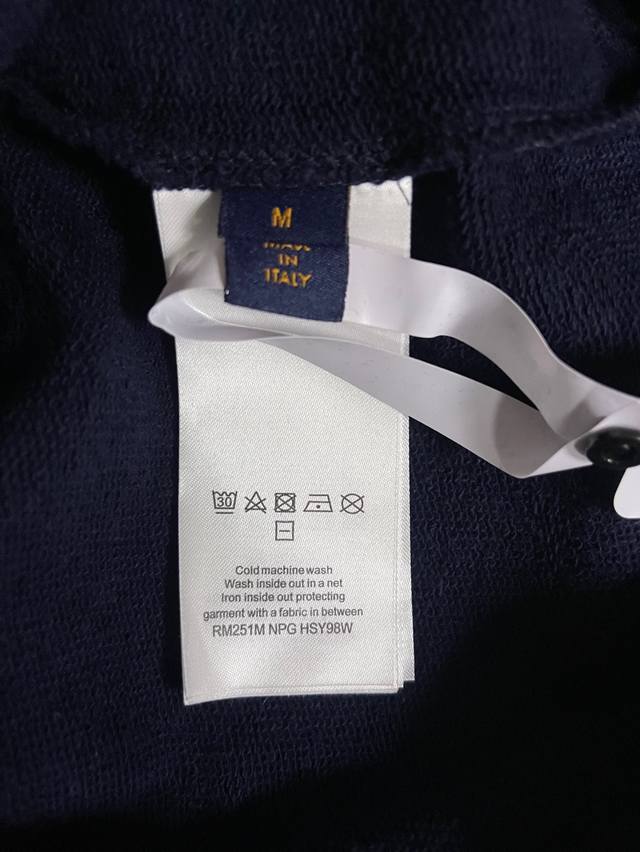 M
IN
ITALY
30
Cold machine wash
Wash inside out in a net
Iron inside out protecting
garment with a fabric in between
RM251M NPG HSY98W